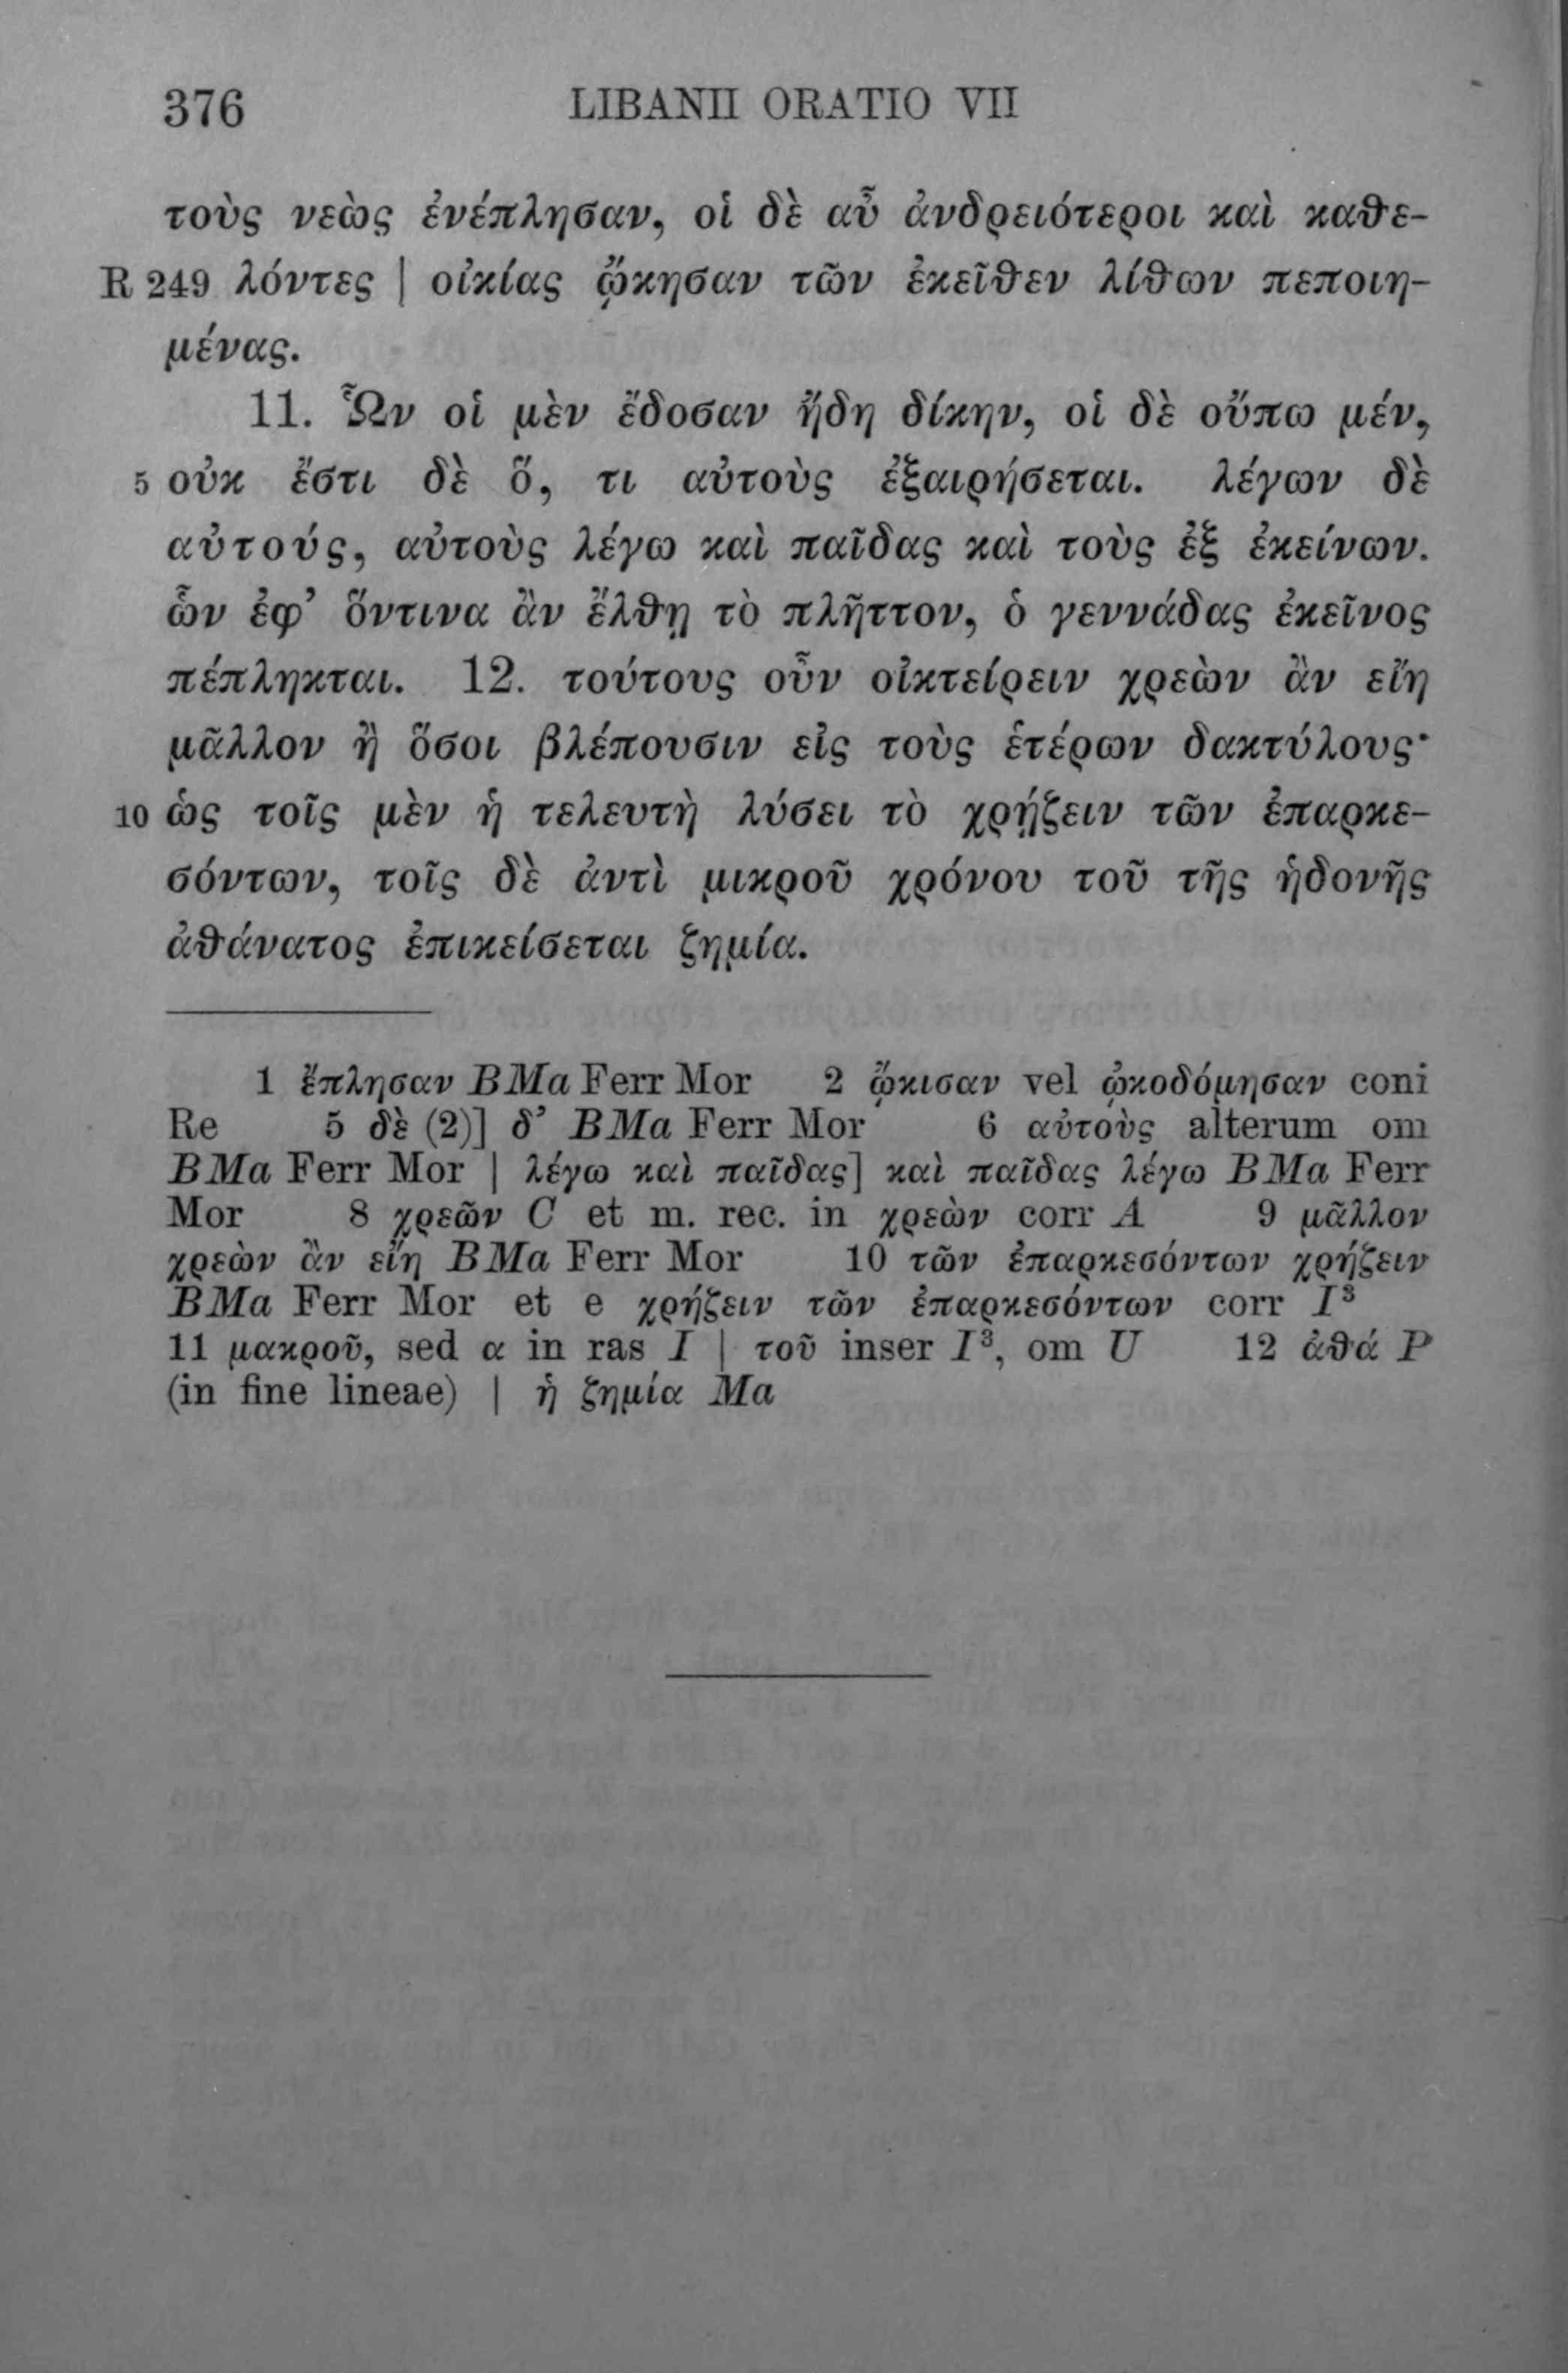 376 LIBANII ORATIO VII
τοὺς νεὼς ἐνέπλησαν, οἱ δὲ αὖ ἀνδρειότεροι καὶ καθε-
R 249 λόντες | οἰκίας ᾤκησαν τῶν ἐκεῖθεν λίθων πεποιη-
μένας.
11. Ὧν οἱ μὲν ἔδοσαν ἤδη δίκην, οἱ δὲ οὔπω μέν,
5 οὐκ ἔστι δὲ ὅ, τι αὐτοὺς ἐξαιρήσεται. λέγων δὲ
αὐτούς, αὐτοὺς λέγω καὶ παῖδας καὶ τοὺς ἐξ ἐκείνων.
ὧν ἐφ’ ὅντινα ἂν ἔλθῃ τὸ πλῆττον, ὁ γεννάδας ἐκεῖνος
πέπληκται. 12. τούτους οὖν οἰκτείρειν χρεὼν ἂν εἴη
μᾶλλον ἢ ὅσοι βλέπουσιν εἰς τοὺς ἑτέρων δακτύλους·
10 ὡς τοῖς μὲν ἡ τελευτὴ λύσει τὸ χρῄζειν τῶν ἐπαρκε-
σόντων, τοῖς δὲ ἀντὶ μικροῦ χρόνου τοῦ τῆς ἡδονῆς
ἀθάνατος ἐπικείσεται ζημία.
1 ἔπλησαν BMa Ferr Mor 2 ᾤκισαν vel ᾠκοδόμησαν coni
Re 5 δὲ (2)] δ’ BMa Ferr Mor 6 αὐτοὺς alterum om
BMa Ferr Mor | λέγω καὶ παῖδας] καὶ παῖδας λέγω BMa Ferr
Mor 8 χρεῶν C et m. rec. in χρεὼν corr A 9 μᾶλλον
χρεὼν ἂν εἴη BMa Ferr Mor 10 τῶν ἐπαρκεσόντων χρήζειν
BMa Ferr Mor et e χρήζειν τῶν ἐπαρκεσόντων corr I³
11 μακροῦ, sed α in ras I | τοῦ inser I³, om U 12 ἀθά P
(in fine lineae) | ἡ ζημία Ma